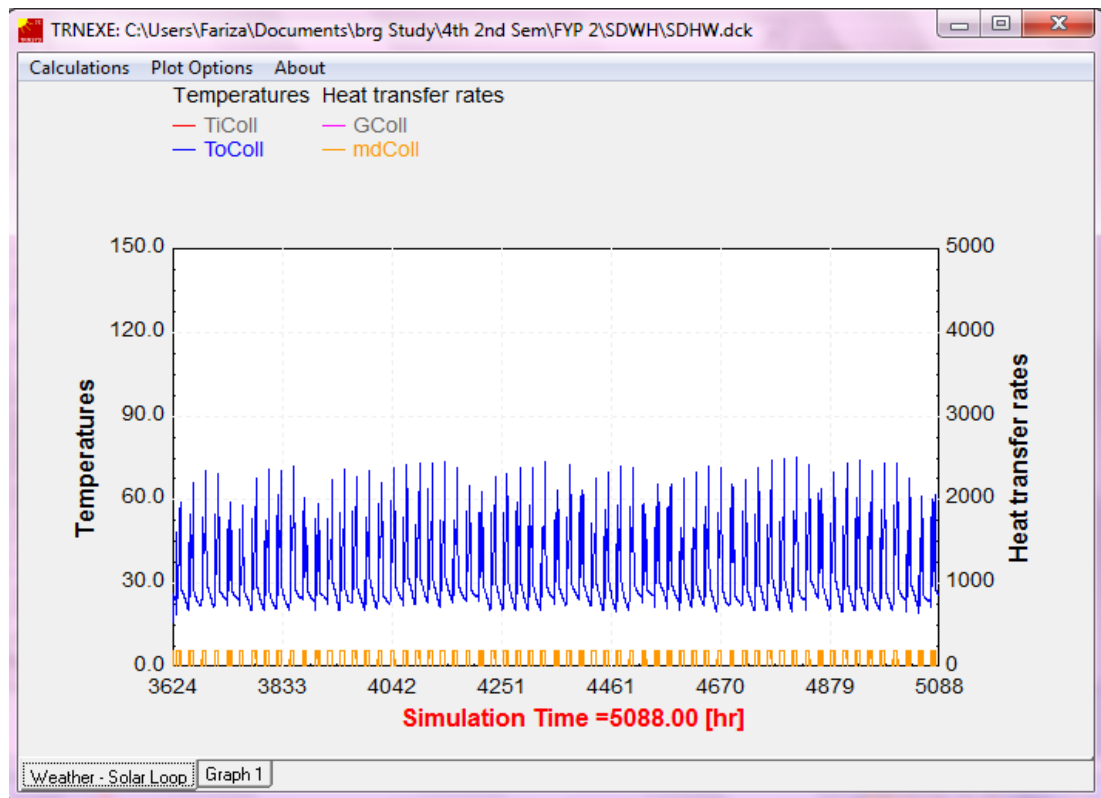 TRNEXE: C:\Users\Fariza\Documents\brg Study\4th 2nd Sem\FYP 2\SDWH\SDHW.dck
Calculations Plot Options About
Temperatures Heat transfer rates
TiColl GColl
ToColl mdColl
150.0 5000
120.0 4000
90.0 3000
60.0 2000
30.0 1000
0.0 0
Temperatures
Heat transfer rates
3624 3833 4042 4251 4461 4670 4879 5088
Simulation Time =5088.00 [hr]
Weather - Solar Loop Graph 1